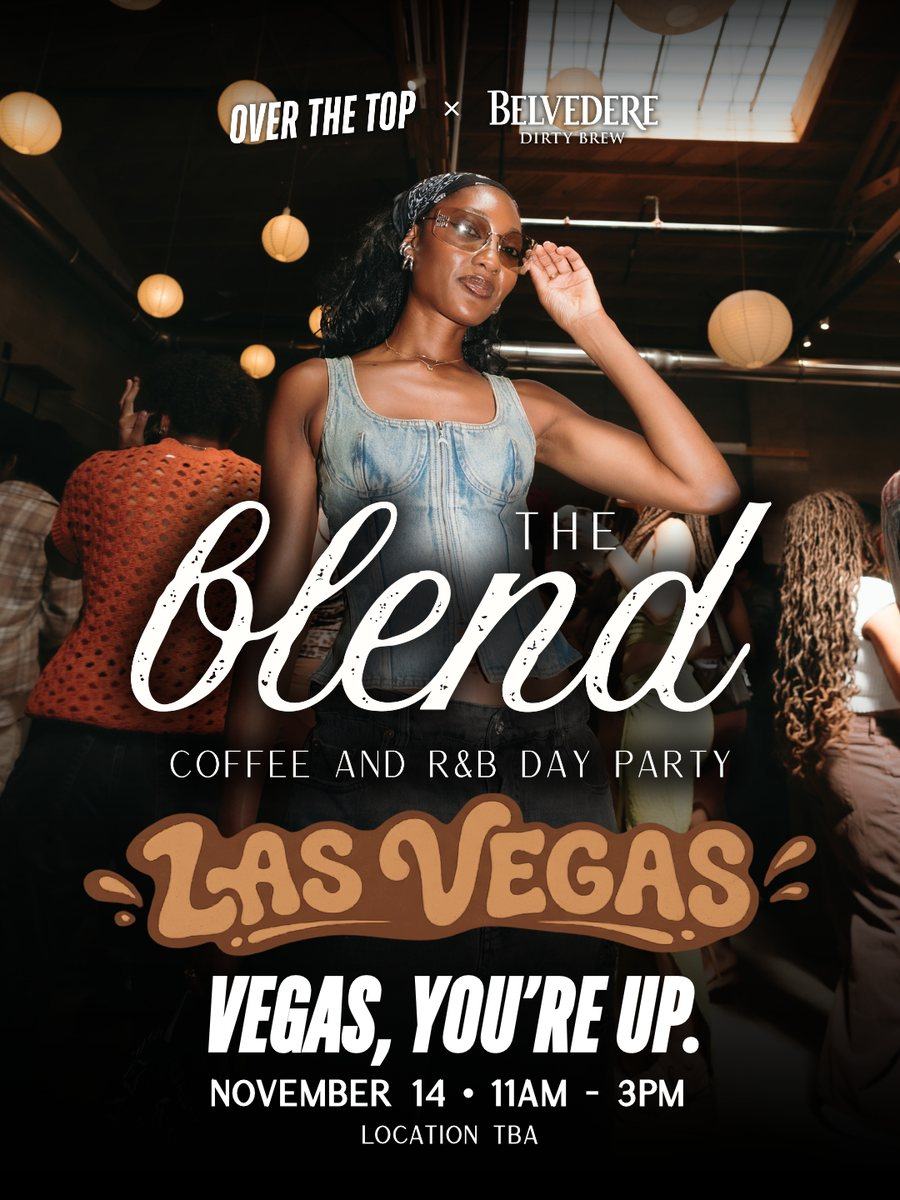 OVER THE TOP × BELVEDERE
DIRTY BREW
THE
blend
COFFEE AND R&B DAY PARTY
LAS VEGAS
VEGAS, YOU'RE UP.
NOVEMBER 14 • 11AM - 3PM
LOCATION TBA